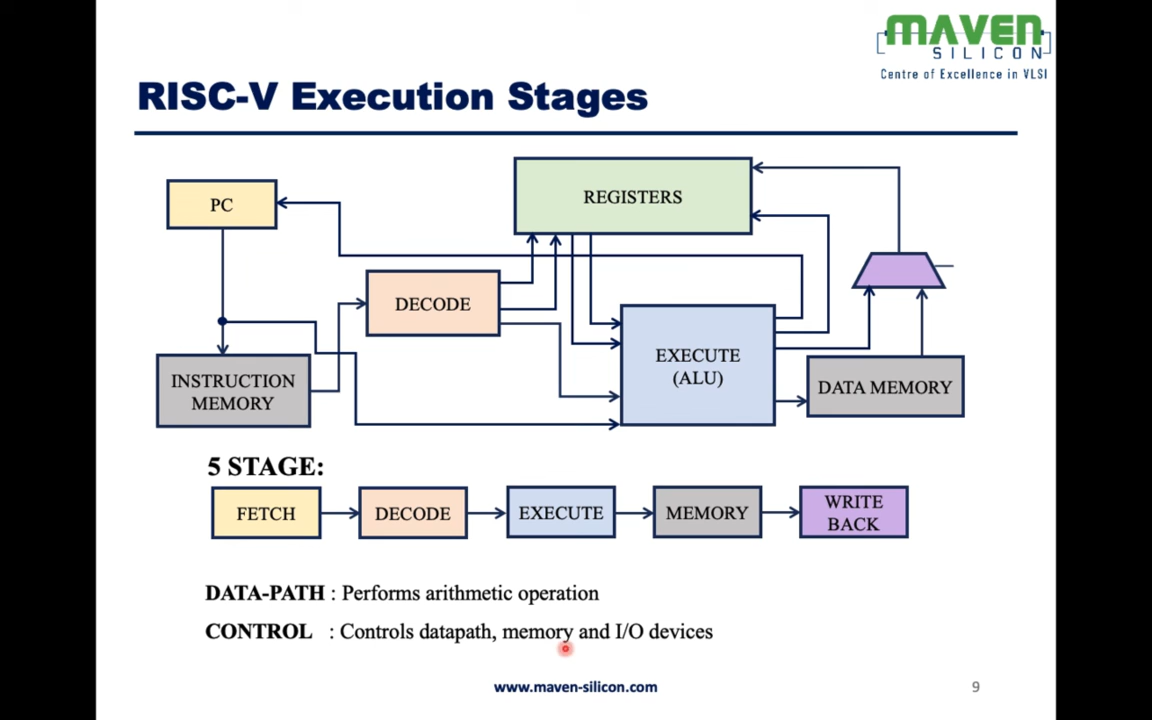 MAVEN
SILICON
Centre of Excellence in VLSI
RISC-V Execution Stages
REGISTERS
PC
DECODE
EXECUTE
(ALU)
INSTRUCTION
MEMORY
DATA MEMORY
5 STAGE:
FETCH
DECODE
EXECUTE
MEMORY
WRITE
BACK
DATA-PATH : Performs arithmetic operation
CONTROL : Controls datapath, memory and I/O devices
www.maven-silicon.com
9